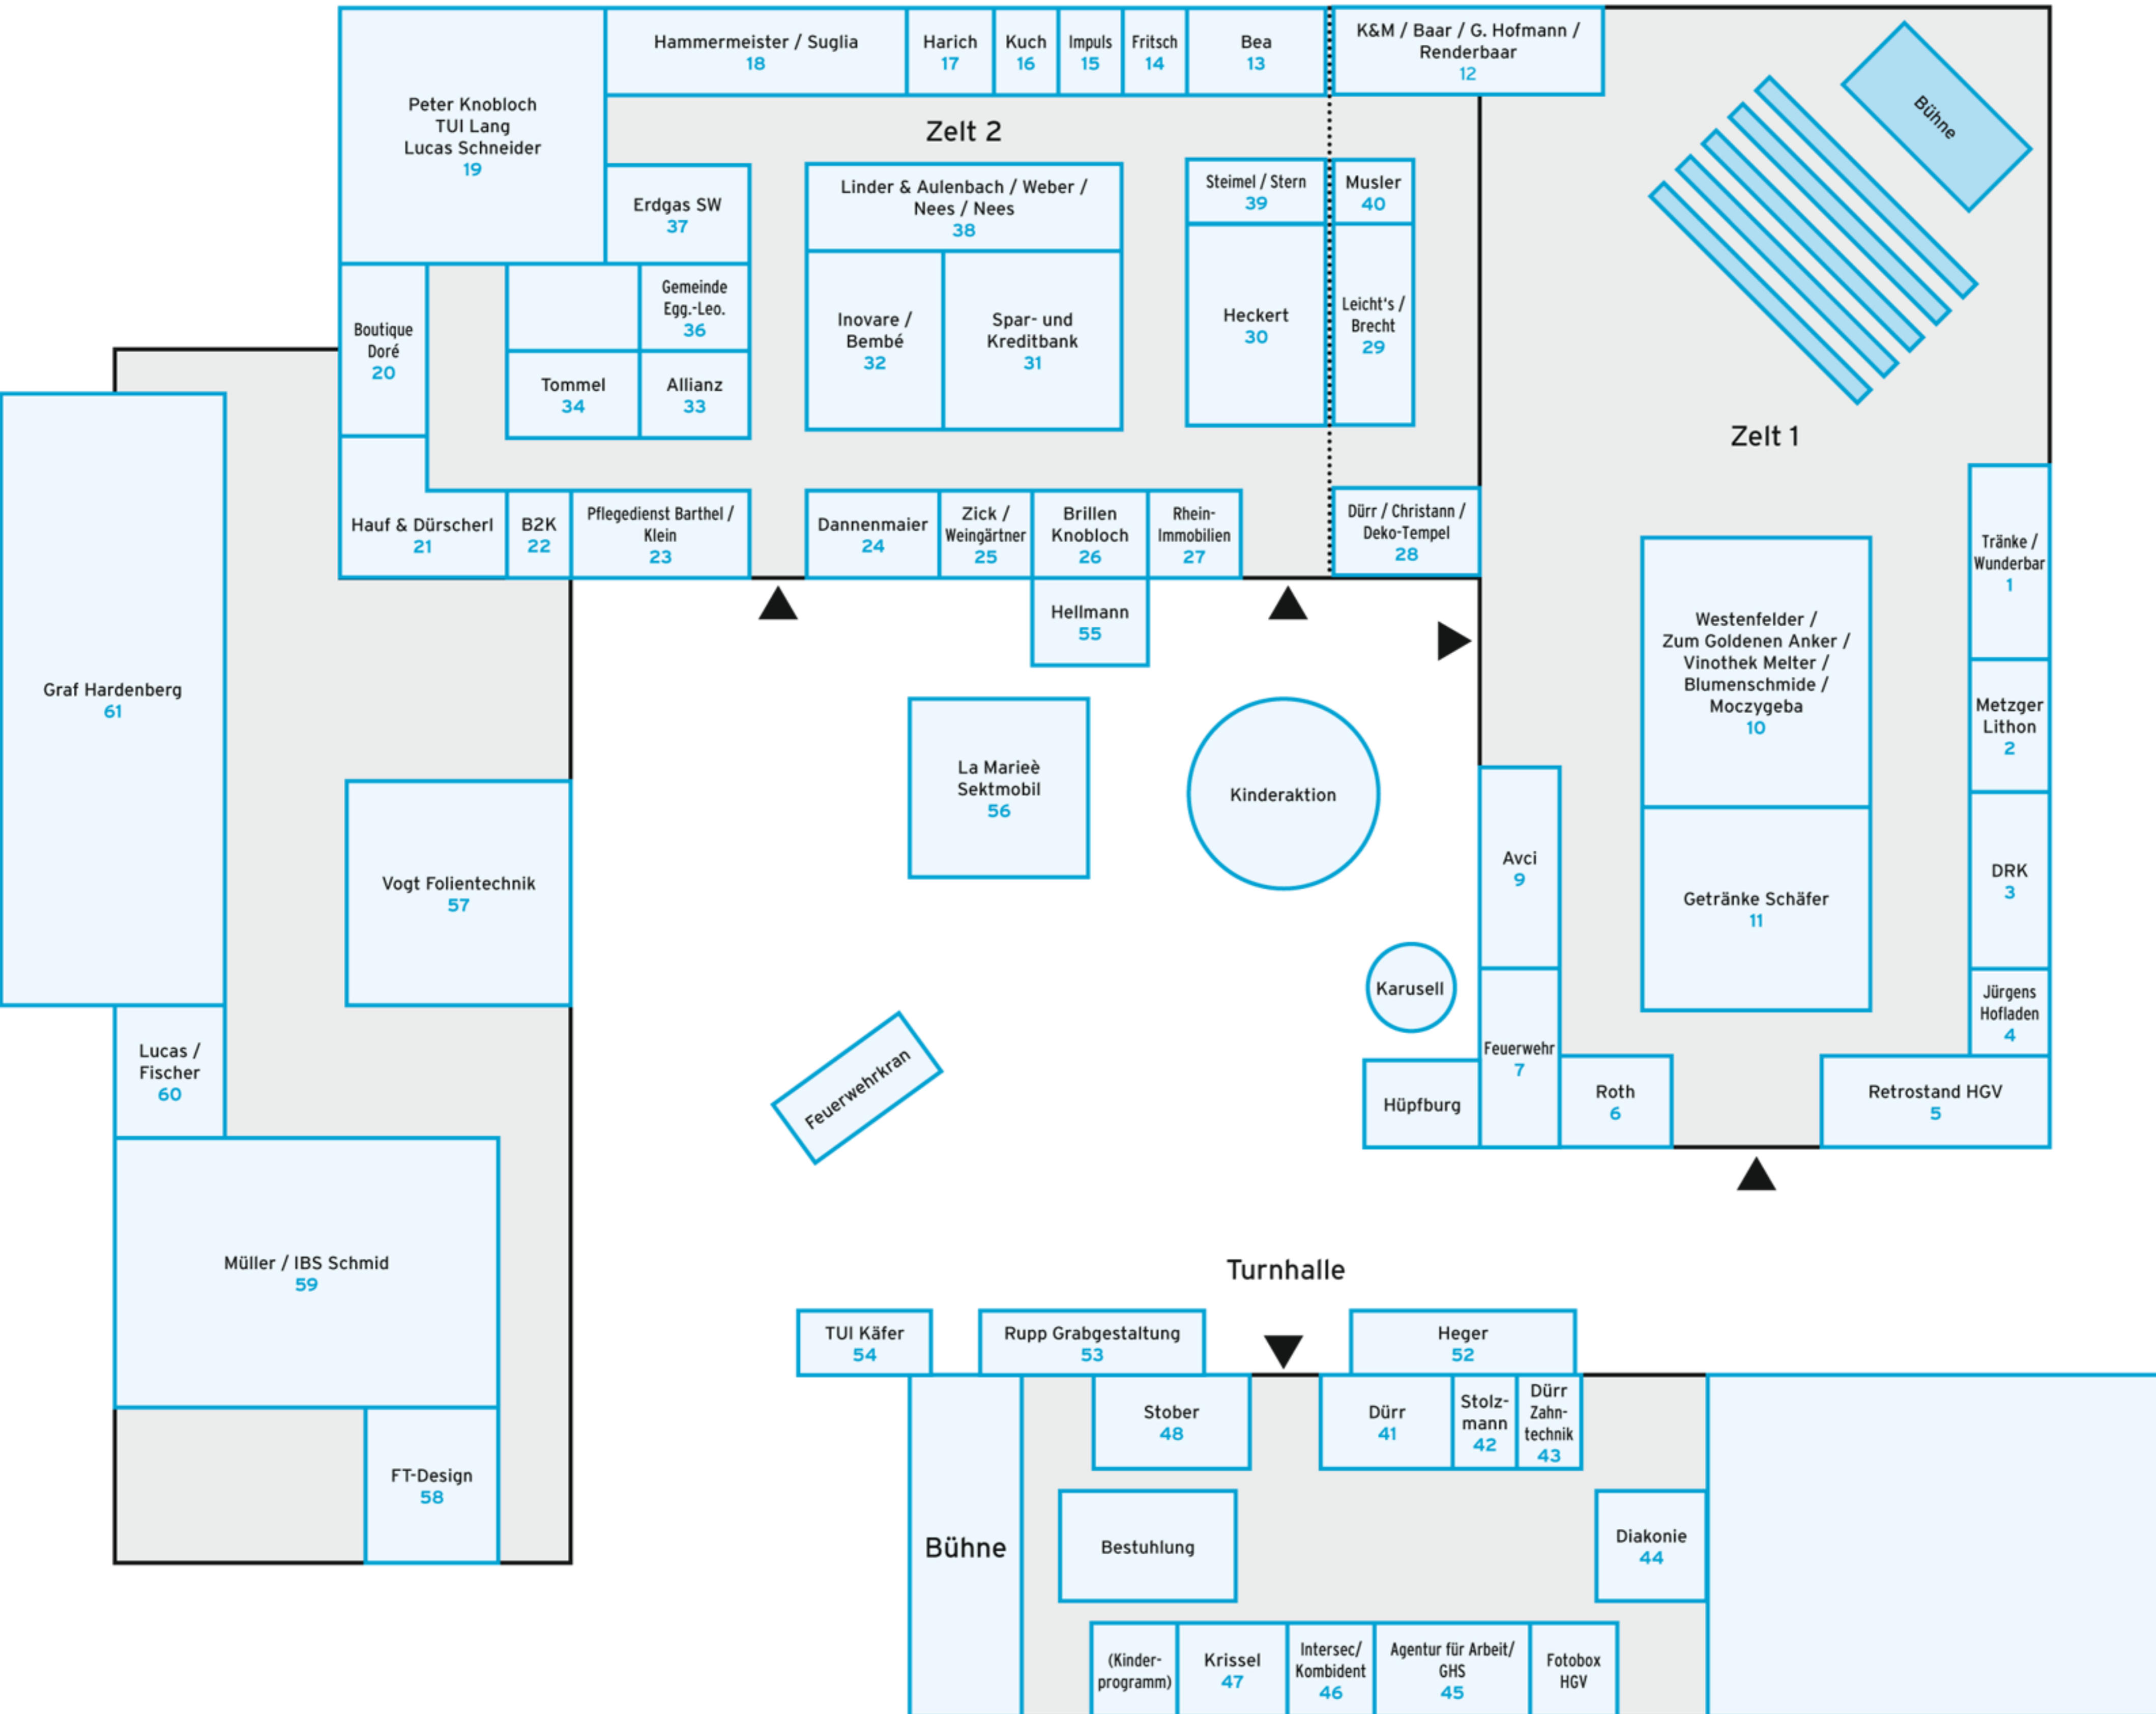 Peter Knobloch
TUI Lang
Lucas Schneider
19
Hammermeister / Suglia
18
Harich
17
Kuch
16
Impuls
15
Fritsch
14
Bea
13
K&M / Baar / G. Hofmann /
Renderbaar
12
Bühne
Zelt 2
Erdgas SW
37
Linder & Aulenbach / Weber /
Nees / Nees
38
Steimel / Stern
39
Musler
40
Boutique
Doré
20
Gemeinde
Egg.-Leo.
36
Tommel
34
Allianz
33
Inovare /
Bembé
32
Spar- und
Kreditbank
31
Heckert
30
Leicht's /
Brecht
29
Zelt 1
Hauf & Dürscherl
21
B2K
22
Pflegedienst Barthel /
Klein
23
Dannenmaier
24
Zick /
Weingärtner
25
Brillen
Knobloch
26
Rhein-
Immobilien
27
Dürr / Christann /
Deko-Tempel
28
Hellmann
55
Tränke /
Wunderbar
1
Westenfelder /
Zum Goldenen Anker /
Vinothek Melter /
Blumenschmide /
Moczygeba
10
Metzger
Lithon
2
Graf Hardenberg
61
La Marieè
Sektmobil
56
Kinderaktion
Vogt Folientechnik
57
Avci
9
Getränke Schäfer
11
DRK
3
Karusell
Jürgens
Hofladen
4
Lucas /
Fischer
60
Feuerwehrkran
Feuerwehr
7
Hüpfburg
Roth
6
Retrostand HGV
5
Müller / IBS Schmid
59
FT-Design
58
Turnhalle
TUI Käfer
54
Rupp Grabgestaltung
53
Heger
52
Stober
48
Dürr
41
Stolz-
mann
42
Dürr
Zahn-
technik
43
Bühne
Bestuhlung
Diakonie
44
(Kinder-
programm)
Krissel
47
Intersec/
Kombident
46
Agentur für Arbeit/
GHS
45
Fotobox
HGV